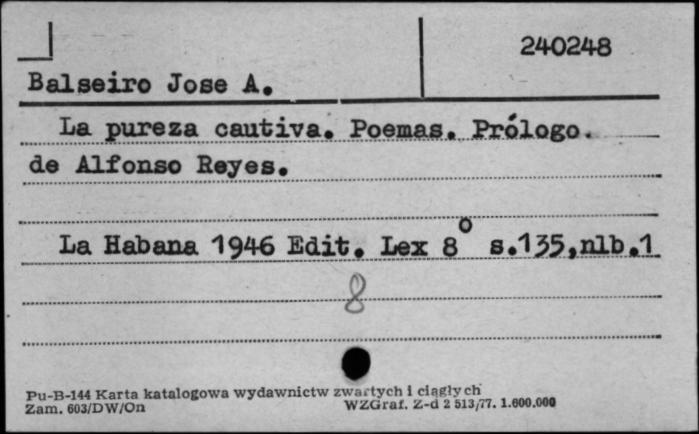 240248
Balseiro Jose A.
La pureza cautiva. Poemas. Prólogo.
de Alfonso Reyes.
La Habana 1946 Edit. Lex 8° s.135,nlb.1
8
Pu-B-144 Karta katalogowa wydawnictw zwartych i ciągłych
Zam. 603/DW/On WZGraf. Z-d 2 513/77. 1.600.000